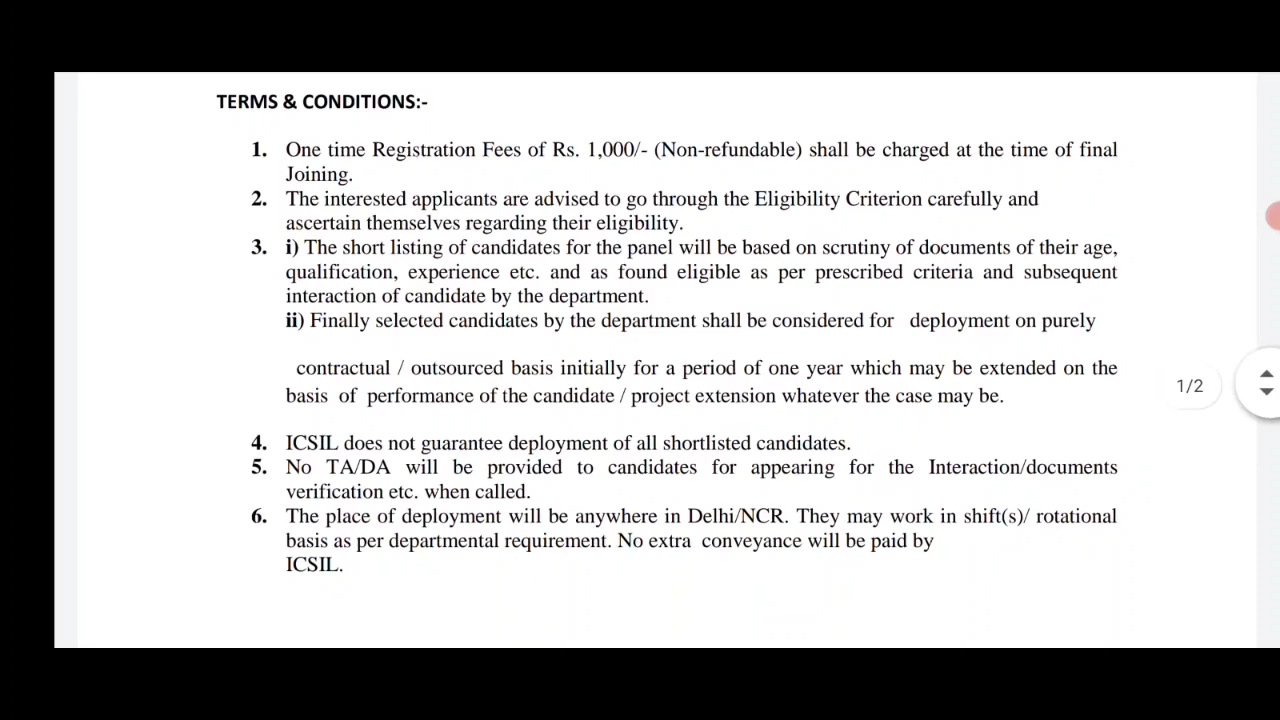 TERMS & CONDITIONS:-
1. One time Registration Fees of Rs. 1,000/- (Non-refundable) shall be charged at the time of final
Joining.
2. The interested applicants are advised to go through the Eligibility Criterion carefully and
ascertain themselves regarding their eligibility.
3. i) The short listing of candidates for the panel will be based on scrutiny of documents of their age,
qualification, experience etc. and as found eligible as per prescribed criteria and subsequent
interaction of candidate by the department.
ii) Finally selected candidates by the department shall be considered for deployment on purely
contractual / outsourced basis initially for a period of one year which may be extended on the
basis of performance of the candidate / project extension whatever the case may be.
4. ICSIL does not guarantee deployment of all shortlisted candidates.
5. No TA/DA will be provided to candidates for appearing for the Interaction/documents
verification etc. when called.
6. The place of deployment will be anywhere in Delhi/NCR. They may work in shift(s)/ rotational
basis as per departmental requirement. No extra conveyance will be paid by
ICSIL.
1/2